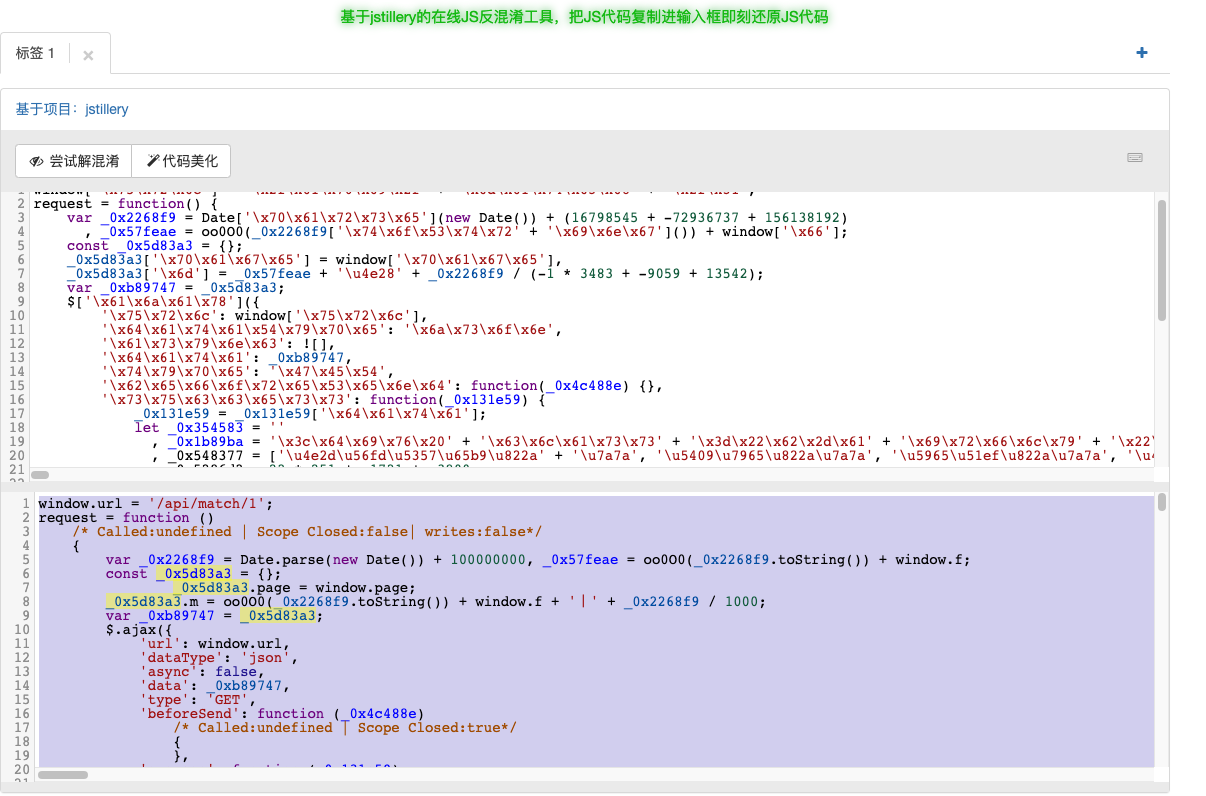 基于jstillery的在线JS反混淆工具，把JS代码复制进输入框即刻还原JS代码
标签 1 ×
+
基于项目：jstillery
尝试解混淆 代码美化
2 request = function() {
3 var _0x2268f9 = Date['\x70\x61\x72\x73\x65'](new Date()) + (16798545 + -72936737 + 156138192)
4 , _0x57feae = oo0O0(_0x2268f9['\x74\x6f\x53\x74\x72' + '\x69\x6e\x67']()) + window['\x66'];
5 const _0x5d83a3 = {};
6 _0x5d83a3['\x70\x61\x67\x65'] = window['\x70\x61\x67\x65'],
7 _0x5d83a3['\x6d'] = _0x57feae + '\u4e28' + _0x2268f9 / (-1 * 3483 + -9059 + 13542);
8 var _0xb89747 = _0x5d83a3;
9 $['\x61\x6a\x61\x78']({
10 '\x75\x72\x6c': window['\x75\x72\x6c'],
11 '\x64\x61\x74\x61\x54\x79\x70\x65': '\x6a\x73\x6f\x6e',
12 '\x61\x73\x79\x6e\x63': ![],
13 '\x64\x61\x74\x61': _0xb89747,
14 '\x74\x79\x70\x65': '\x47\x45\x54',
15 '\x62\x65\x66\x6f\x72\x65\x53\x65\x6e\x64': function(_0x4c488e) {},
16 '\x73\x75\x63\x63\x65\x73\x73': function(_0x131e59) {
17 _0x131e59 = _0x131e59['\x64\x61\x74\x61'];
18 let _0x354583 = ''
19 , _0x1b89ba = '\x3c\x64\x69\x76\x20' + '\x63\x6c\x61\x73\x73' + '\x3d\x22\x62\x2d\x61' + '\x69\x72\x66\x6c\x79' + '\x22\
20 , _0x548377 = ['\u4e2d\u56fd\u5357\u65b9\u822a' + '\u7a7a', '\u5409\u7965\u822a\u7a7a', '\u5965\u51ef\u822a\u7a7a', '\u4
21
1 window.url = '/api/match/1';
2 request = function ()
3 /* Called:undefined | Scope Closed:false| writes:false*/
4 {
5 var _0x2268f9 = Date.parse(new Date()) + 100000000, _0x57feae = oo0O0(_0x2268f9.toString()) + window.f;
6 const _0x5d83a3 = {};
7 _0x5d83a3.page = window.page;
8 _0x5d83a3.m = oo0O0(_0x2268f9.toString()) + window.f + '丨' + _0x2268f9 / 1000;
9 var _0xb89747 = _0x5d83a3;
10 $.ajax({
11 'url': window.url,
12 'dataType': 'json',
13 'async': false,
14 'data': _0xb89747,
15 'type': 'GET',
16 'beforeSend': function (_0x4c488e)
17 /* Called:undefined | Scope Closed:true*/
18 {
19 },
20